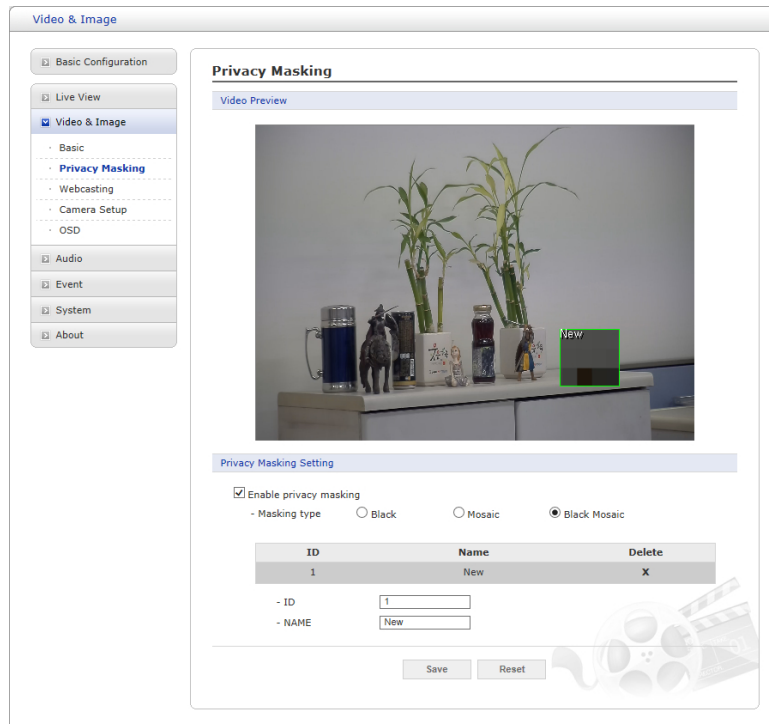 Video & Image
Basic Configuration
Live View
Video & Image
Basic
Privacy Masking
Webcasting
Camera Setup
OSD
Audio
Event
System
About
Privacy Masking
Video Preview
New
Privacy Masking Setting
Enable privacy masking
- Masking type Black Mosaic Black Mosaic
ID Name Delete
1 New X
- ID 1
- NAME New
Save Reset